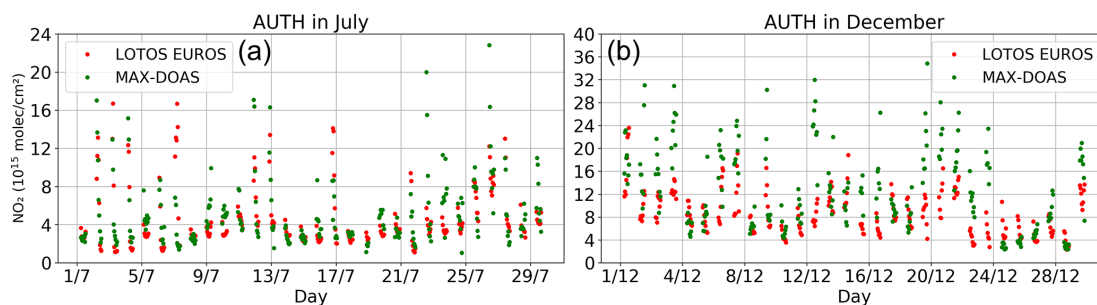 AUTH in July
(a)
LOTOS EUROS
MAX-DOAS
NO₂ (10¹⁵ molec/cm²)
24
20
16
12
8
4
0
1/7 5/7 9/7 13/7 17/7 21/7 25/7 29/7
Day
AUTH in December
(b)
LOTOS EUROS
MAX-DOAS
40
36
32
28
24
20
16
12
8
4
0
1/12 4/12 8/12 12/12 16/12 20/12 24/12 28/12
Day